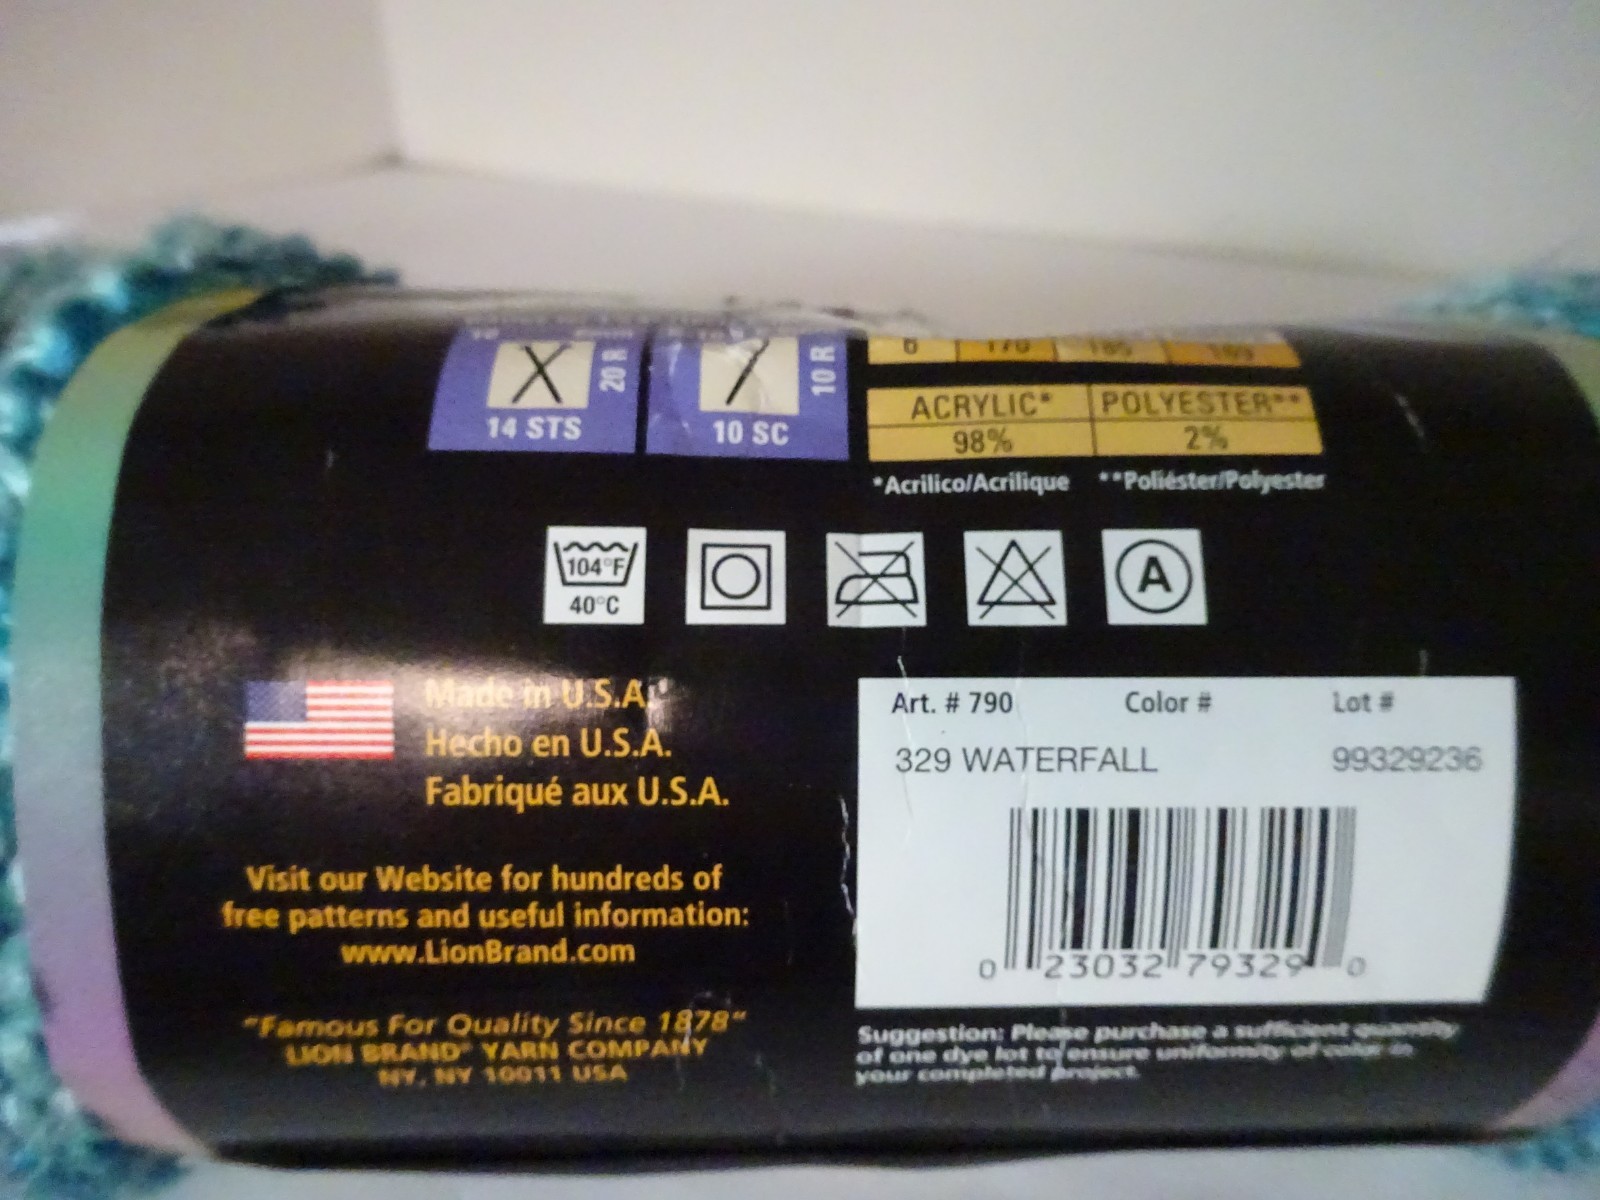 20 R
10 R
14 STS
10 SC
6 170 185 165
ACRYLIC* POLYESTER**
98% 2%
*Acrilico/Acrilique **Poliéster/Polyester
104°F
40°C
A
Made in U.S.A.
Hecho en U.S.A.
Fabriqué aux U.S.A.
Visit our Website for hundreds of
free patterns and useful information:
www.LionBrand.com
"Famous For Quality Since 1878"
LION BRAND® YARN COMPANY
NY, NY 10011 USA
Art. # 790 Color # Lot #
329 WATERFALL 99329236
0 23032 79329 0
Suggestion: Please purchase a sufficient quantity
of one dye lot to ensure uniformity of color in
your completed project.